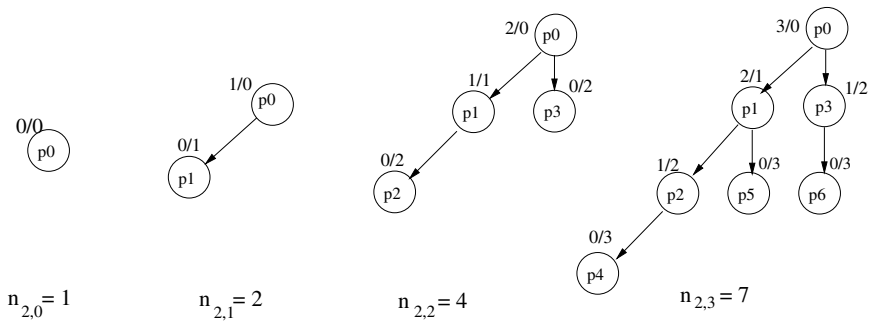 0/0
p0
n2,0 = 1
1/0
p0
0/1
p1
n2,1 = 2
2/0
p0
1/1
p1
0/2
p3
0/2
p2
n2,2 = 4
3/0
p0
2/1
p1
1/2
p3
1/2
p2
0/3
p5
0/3
p6
0/3
p4
n2,3 = 7